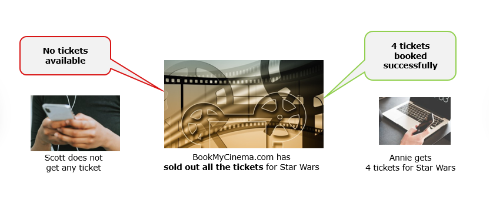 No tickets
available
4 tickets
booked
successfully
Scott does not
get any ticket
BookMyCinema.com has
sold out all the tickets for Star Wars
Annie gets
4 tickets for Star Wars